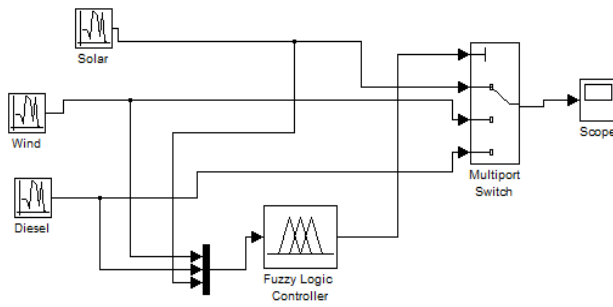 Solar
Wind
Diesel
Fuzzy Logic
Controller
Multiport
Switch
Scope